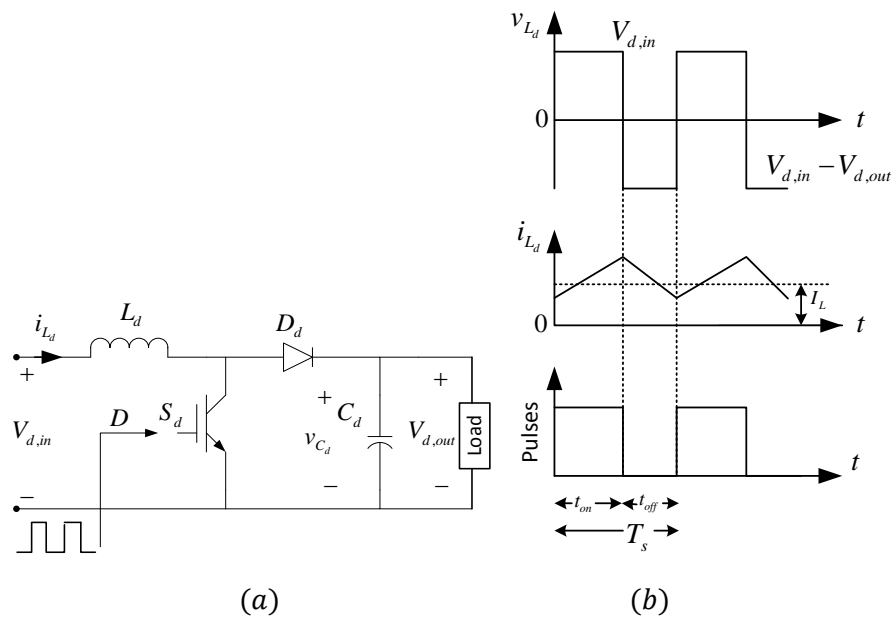 i_{L_d}
L_d
D_d
+
V_{d,in}
−
D
S_d
+
v_{C_d}
−
C_d
+
V_{d,out}
−
Load
(a)
v_{L_d}
V_{d,in}
0
t
V_{d,in} − V_{d,out}
i_{L_d}
I_L
0
t
Pulses
t
t_{on}
t_{off}
T_s
(b)